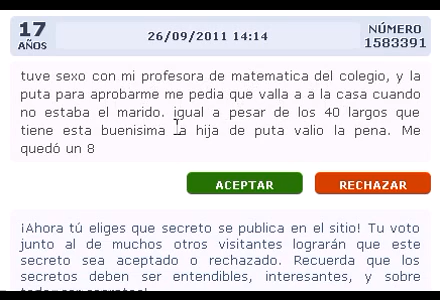 17
AÑOS
26/09/2011 14:14
NÚMERO
1583391
tuve sexo con mi profesora de matematica del colegio, y la
puta para aprobarme me pedia que valla a a la casa cuando
no estaba el marido. igual a pesar de los 40 largos que
tiene esta buenisima la hija de puta valio la pena. Me
quedó un 8
ACEPTAR
RECHAZAR
¡Ahora tú eliges que secreto se publica en el sitio! Tu voto
junto al de muchos otros visitantes lograrán que este
secreto sea aceptado o rechazado. Recuerda que los
secretos deben ser entendibles, interesantes, y sobre
secretos!